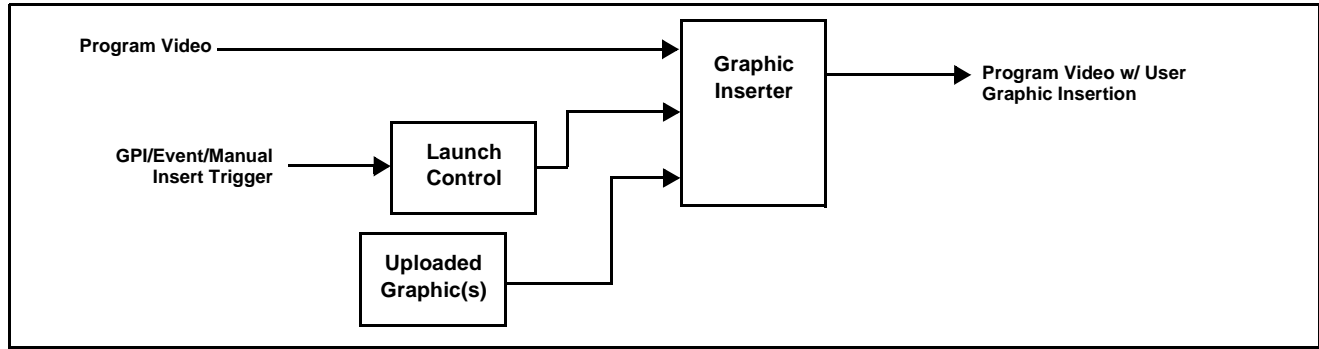 Program Video
Graphic
Inserter
Program Video w/ User
Graphic Insertion
GPI/Event/Manual
Insert Trigger
Launch
Control
Uploaded
Graphic(s)